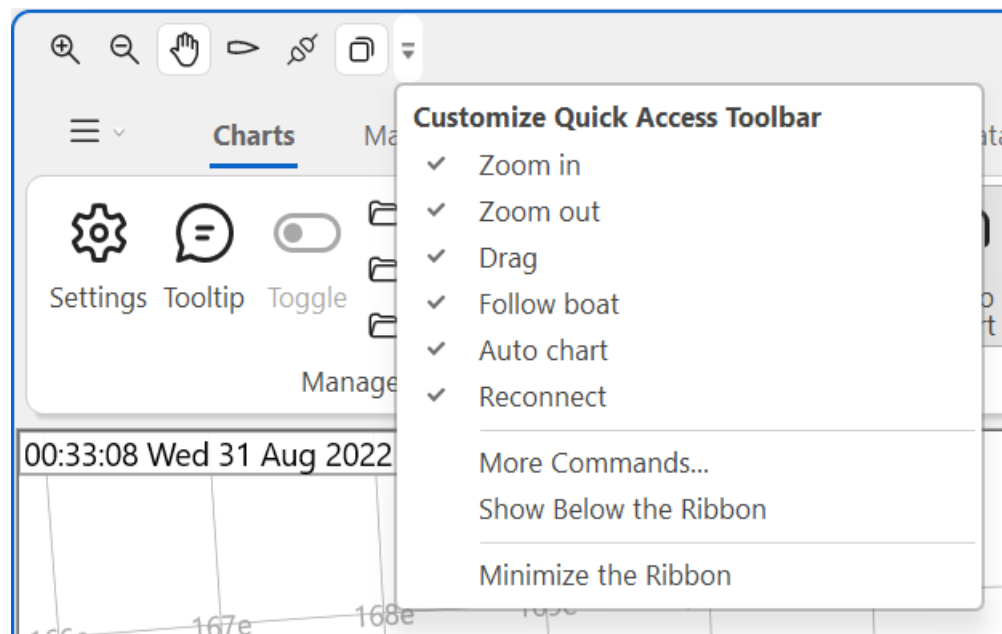 Customize Quick Access Toolbar
Charts
Zoom in
Zoom out
Drag
Follow boat
Auto chart
Reconnect
Settings Tooltip Toggle
Manage
More Commands...
Show Below the Ribbon
Minimize the Ribbon
00:33:08 Wed 31 Aug 2022
167e
168e